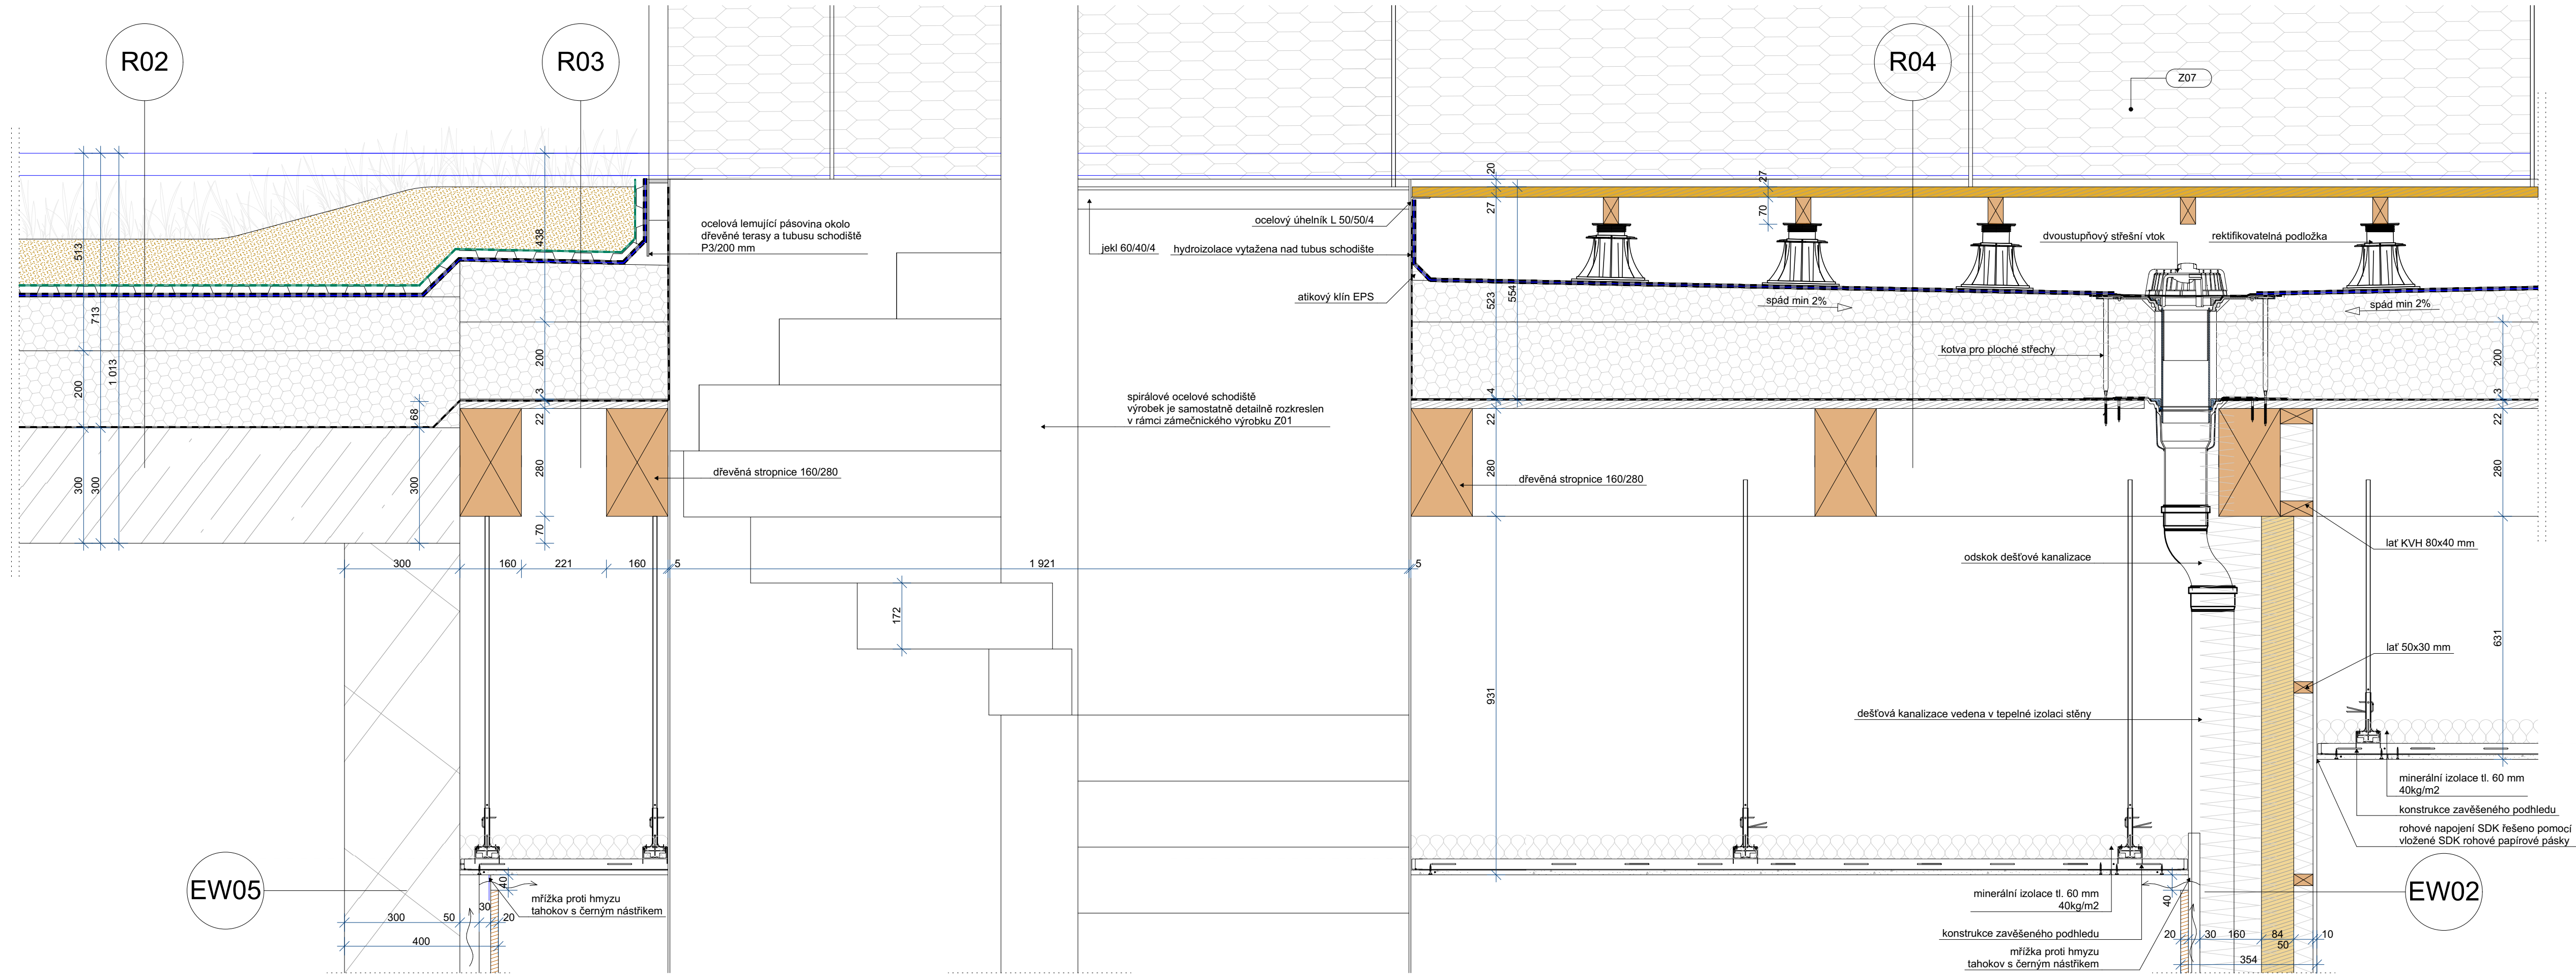 R02
R03
R04
Z07
ocelová lemující pásovina okolo
dřevěné terasy a tubusu schodiště
P3/200 mm
ocelový úhelník L 50/50/4
jekl 60/40/4
hydroizolace vytažena nad tubus schodište
atikový klín EPS
dvoustupňový střešní vtok
rektifikovatelná podložka
spád min 2%
spád min 2%
kotva pro ploché střechy
spirálové ocelové schodiště
výrobek je samostatně detailně rozkreslen
v rámci zámečnického výrobku Z01
dřevěná stropnice 160/280
dřevěná stropnice 160/280
lať KVH 80x40 mm
odskok dešťové kanalizace
lať 50x30 mm
dešťová kanalizace vedena v tepelné izolaci stěny
minerální izolace tl. 60 mm
40kg/m2
konstrukce zavěšeného podhledu
rohové napojení SDK řešeno pomocí
vložené SDK rohové papírové pásky
EW05
mřížka proti hmyzu
tahokov s černým nástřikem
minerální izolace tl. 60 mm
40kg/m2
konstrukce zavěšeného podhledu
mřížka proti hmyzu
tahokov s černým nástřikem
EW02
513
713
1 013
200
300
300
68
300
438
200
3
22
280
70
300
160
221
160
5
1 921
5
172
40
30
300
50
20
400
20
27
523
554
4
22
280
931
27
70
200
3
22
280
631
40
20
30
160
84
50
10
354